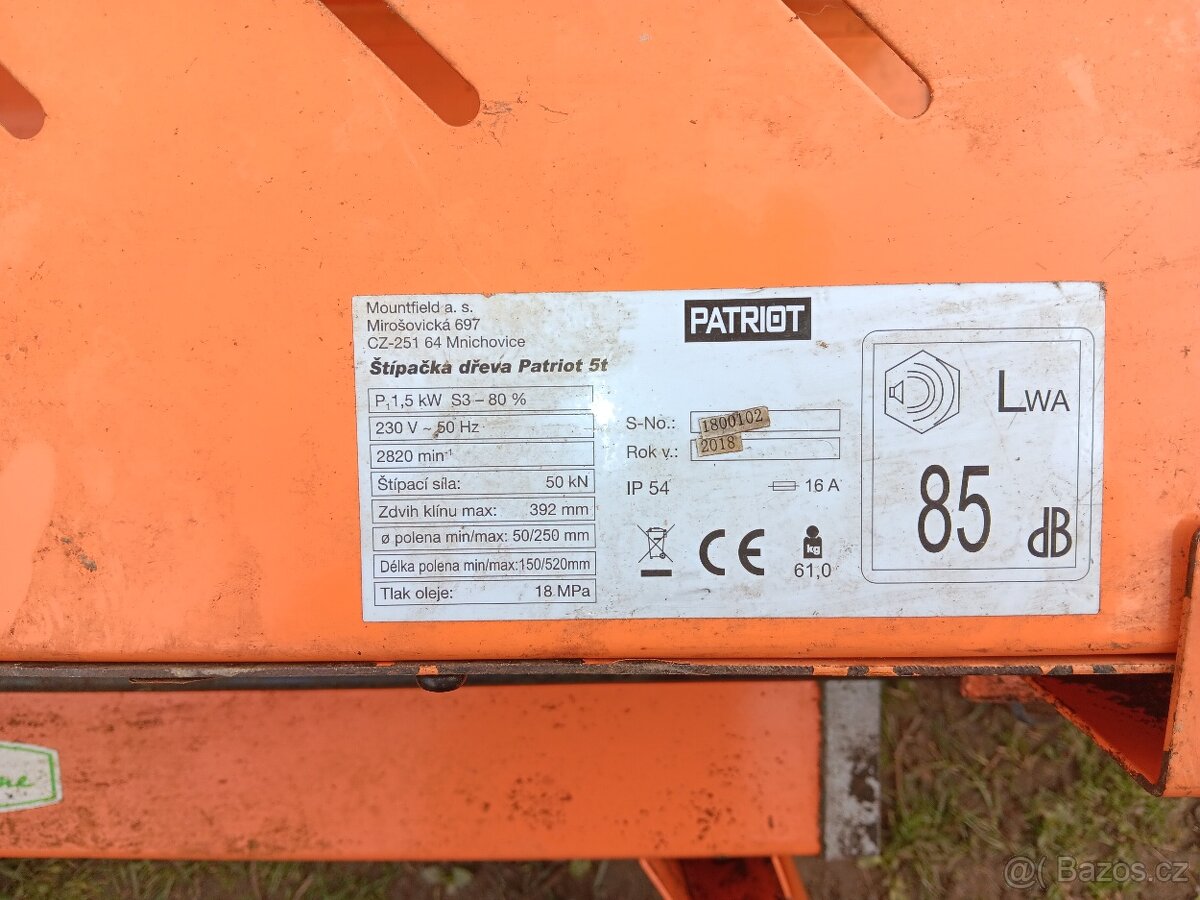 Mountfield a. s.
Mirošovická 697
CZ-251 64 Mnichovice
Štípačka dřeva Patriot 5t
P₁1,5 kW S3 – 80 %
230 V ~ 50 Hz
2820 min⁻¹
Štípací síla: 50 kN
Zdvih klínu max: 392 mm
ø polena min/max: 50/250 mm
Délka polena min/max: 150/520mm
Tlak oleje: 18 MPa
PATRIOT
S-No.: 1800102
Rok v.: 2018
IP 54 16 A
CE
kg
61,0
LWA
85 dB
@( Bazoš.cz